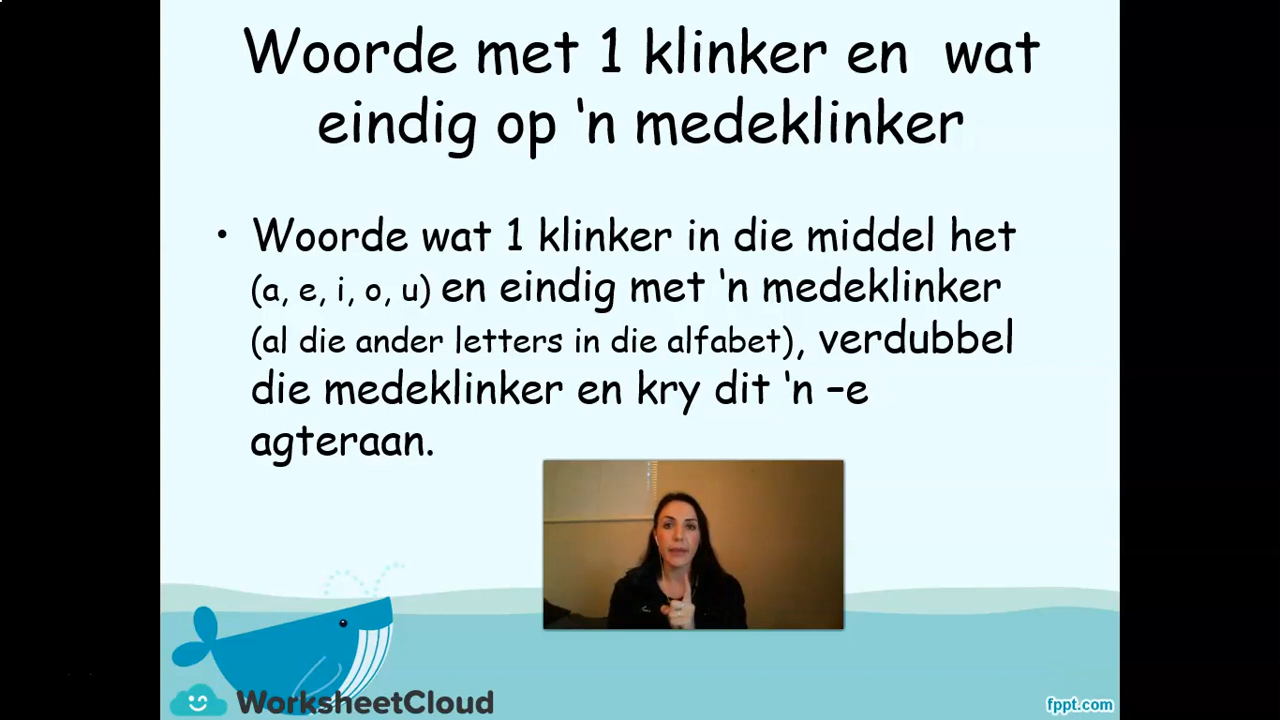 Woorde met 1 klinker en wat
eindig op ‘n medeklinker
• Woorde wat 1 klinker in die middel het
(a, e, i, o, u) en eindig met ‘n medeklinker
(al die ander letters in die alfabet), verdubbel
die medeklinker en kry dit ‘n –e
agteraan.
WorksheetCloud
fppt.com